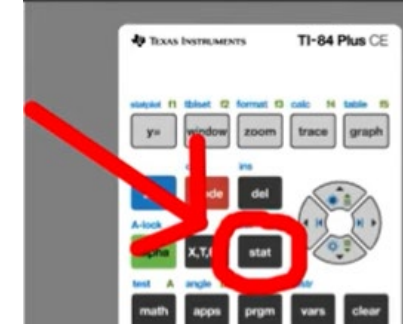 TEXAS INSTRUMENTS TI-84 Plus CE
statplot f1 tblset f2 format f3 calc f4 table f5
y= window zoom trace graph
ins
del
A-lock
stat
test A angle
math apps prgm vars clear